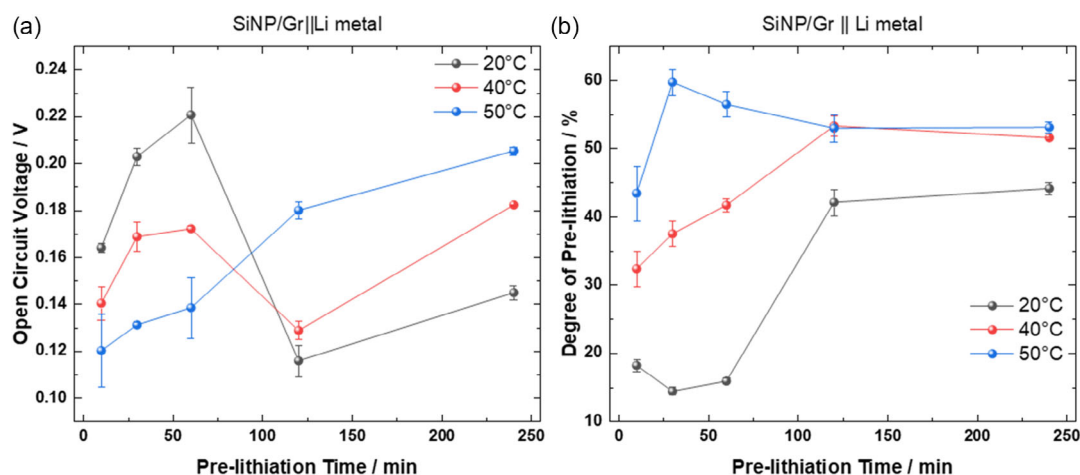 (a)
SiNP/Gr||Li metal
20°C
40°C
50°C
0.24
0.22
0.20
0.18
0.16
0.14
0.12
0.10
Open Circuit Voltage / V
0 50 100 150 200 250
Pre-lithiation Time / min
(b)
SiNP/Gr || Li metal
60
50
40
30
20
10
Degree of Pre-lithiation / %
20°C
40°C
50°C
0 50 100 150 200 250
Pre-lithiation Time / min